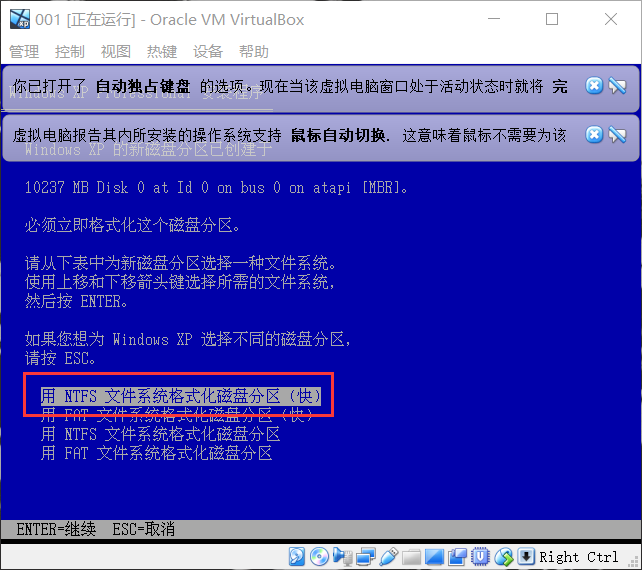 001 [正在运行] - Oracle VM VirtualBox
管理 控制 视图 热键 设备 帮助
你已打开了 自动独占键盘 的选项。现在当该虚拟电脑窗口处于活动状态时就将 完
Windows XP Professional 安装程序
虚拟电脑报告其内所安装的操作系统支持 鼠标自动切换. 这意味着鼠标不需要为该
Windows XP 的新磁盘分区已创建于
10237 MB Disk 0 at Id 0 on bus 0 on atapi [MBR]。
必须立即格式化这个磁盘分区。
请从下表中为新磁盘分区选择一种文件系统。
使用上移和下移箭头键选择所需的文件系统,
然后按 ENTER。
如果您想为 Windows XP 选择不同的磁盘分区,
请按 ESC。
用 NTFS 文件系统格式化磁盘分区 (快)
用 FAT 文件系统格式化磁盘分区 (快)
用 NTFS 文件系统格式化磁盘分区
用 FAT 文件系统格式化磁盘分区
ENTER=继续 ESC=取消
Right Ctrl